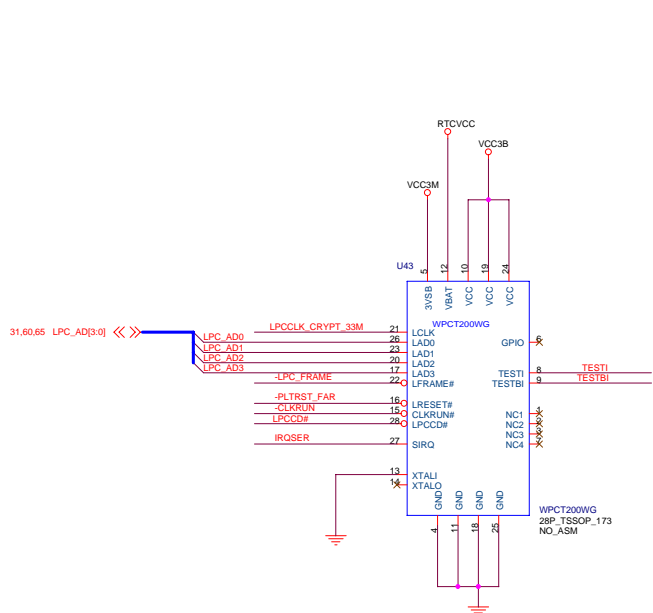 RTCVCC
VCC3B
VCC3M
U43
5
12
10
19
24
3VSB
VBAT
VCC
VCC
VCC
WPCT200WG
31,60,65 LPC_AD[3:0]
LPCCLK_CRYPT_33M
21
LCLK
LPC_AD0
26
LAD0
GPIO
6
LPC_AD1
23
LAD1
LPC_AD2
20
LAD2
LPC_AD3
17
LAD3
TESTI
8
TESTI
-LPC_FRAME
22
LFRAME#
TESTBI
9
TESTBI
-PLTRST_FAR
16
LRESET#
-CLKRUN
15
CLKRUN#
NC1
1
LPCCD#
28
LPCCD#
NC2
2
NC3
3
IRQSER
27
SIRQ
NC4
13
XTALI
14
XTALO
GND
GND
GND
GND
4
11
18
25
WPCT200WG
28P_TSSOP_173
NO_ASM